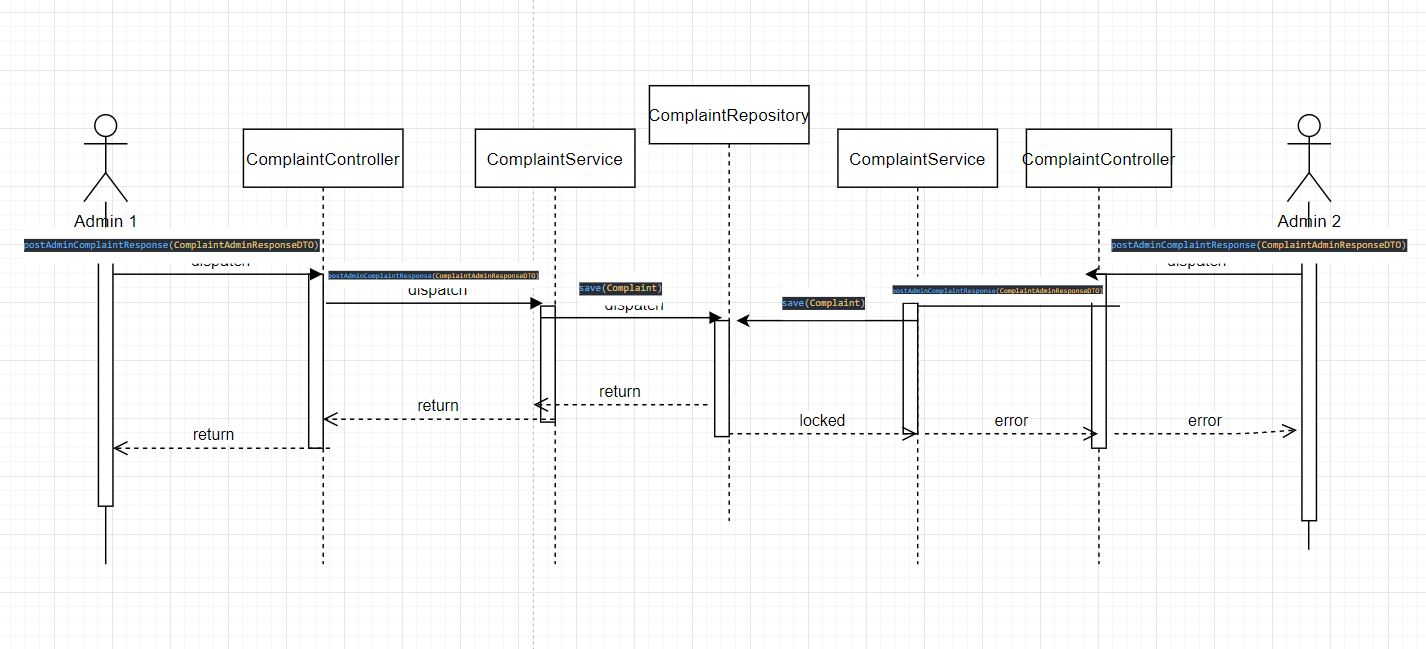 ComplaintRepository
ComplaintController
ComplaintService
ComplaintService
ComplaintController
Admin 1
Admin 2
postAdminComplaintResponse(ComplaintAdminResponseDTO)
postAdminComplaintResponse(ComplaintAdminResponseDTO)
dispatch
dispatch
postAdminComplaintResponse(ComplaintAdminResponseDTO)
save(Complaint)
postAdminComplaintResponse(ComplaintAdminResponseDTO)
dispatch
save(Complaint)
dispatch
return
return
locked
error
error
return